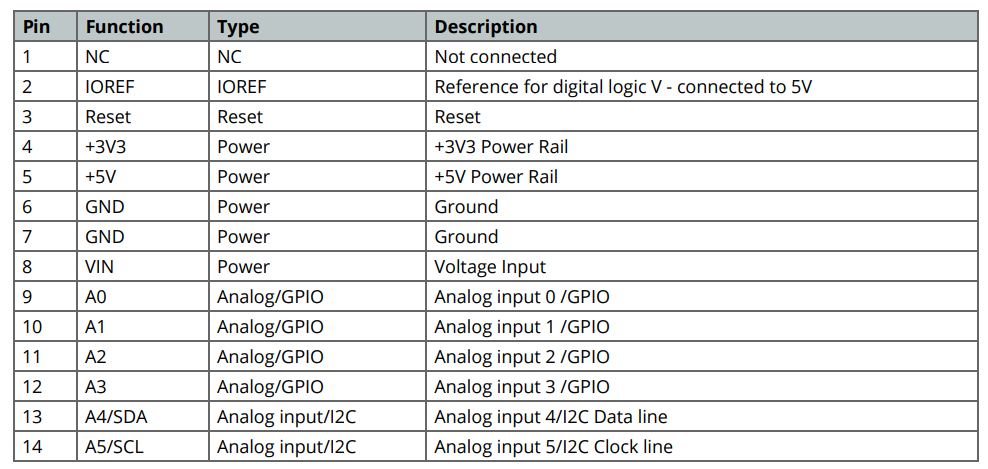 Pin Function Type Description
1 NC NC Not connected
2 IOREF IOREF Reference for digital logic V - connected to 5V
3 Reset Reset Reset
4 +3V3 Power +3V3 Power Rail
5 +5V Power +5V Power Rail
6 GND Power Ground
7 GND Power Ground
8 VIN Power Voltage Input
9 A0 Analog/GPIO Analog input 0 /GPIO
10 A1 Analog/GPIO Analog input 1 /GPIO
11 A2 Analog/GPIO Analog input 2 /GPIO
12 A3 Analog/GPIO Analog input 3 /GPIO
13 A4/SDA Analog input/I2C Analog input 4/I2C Data line
14 A5/SCL Analog input/I2C Analog input 5/I2C Clock line